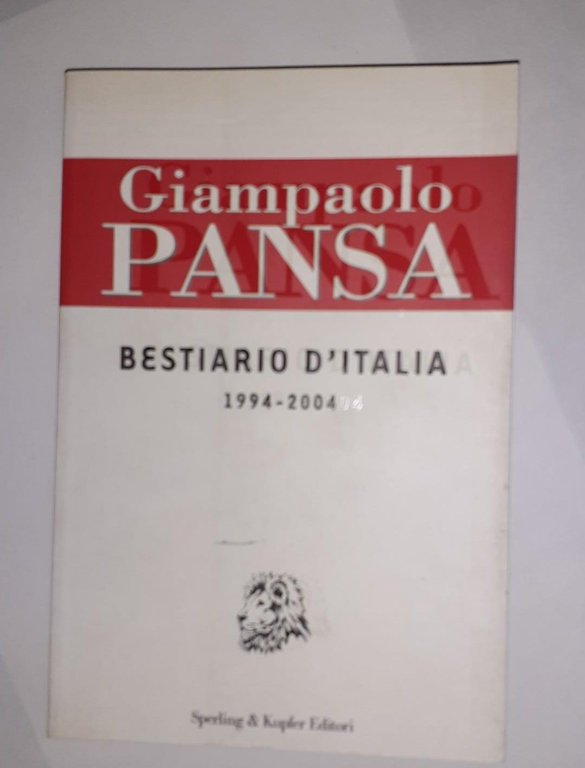 Giampaolo
PANSA
BESTIARIO D'ITALIA
1994-2004
Sperling & Kupfer Editori